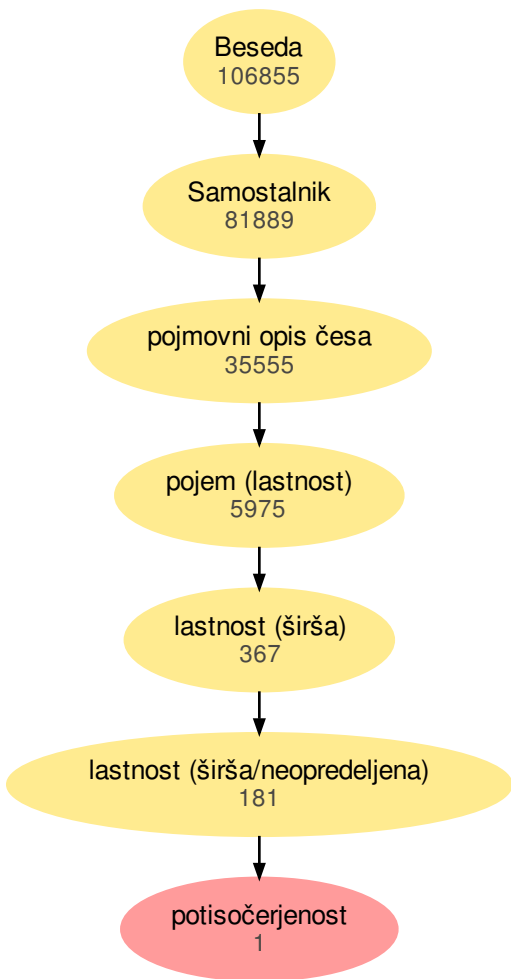 Beseda
106855
Samostalnik
81889
pojmovni opis česa
35555
pojem (lastnost)
5975
lastnost (širša)
367
lastnost (širša/neopredeljena)
181
potisočerjenost
1